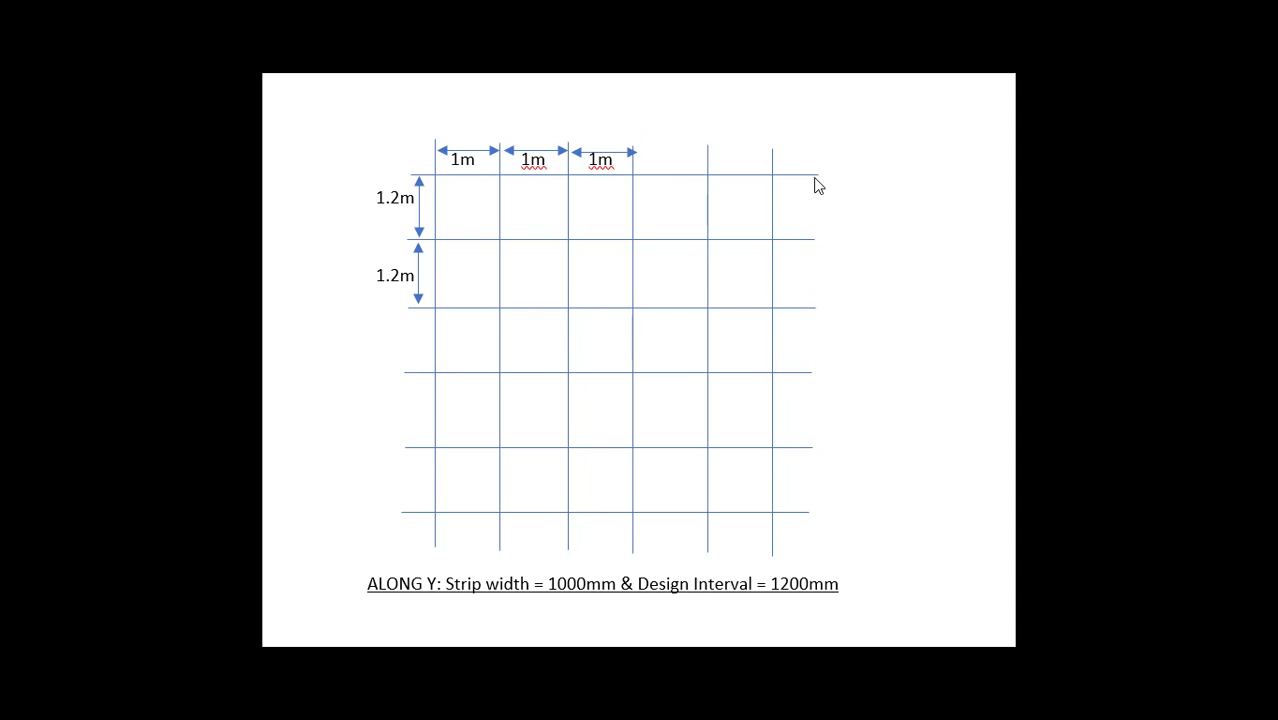 1m 1m 1m
1.2m
1.2m
ALONG Y: Strip width = 1000mm & Design Interval = 1200mm